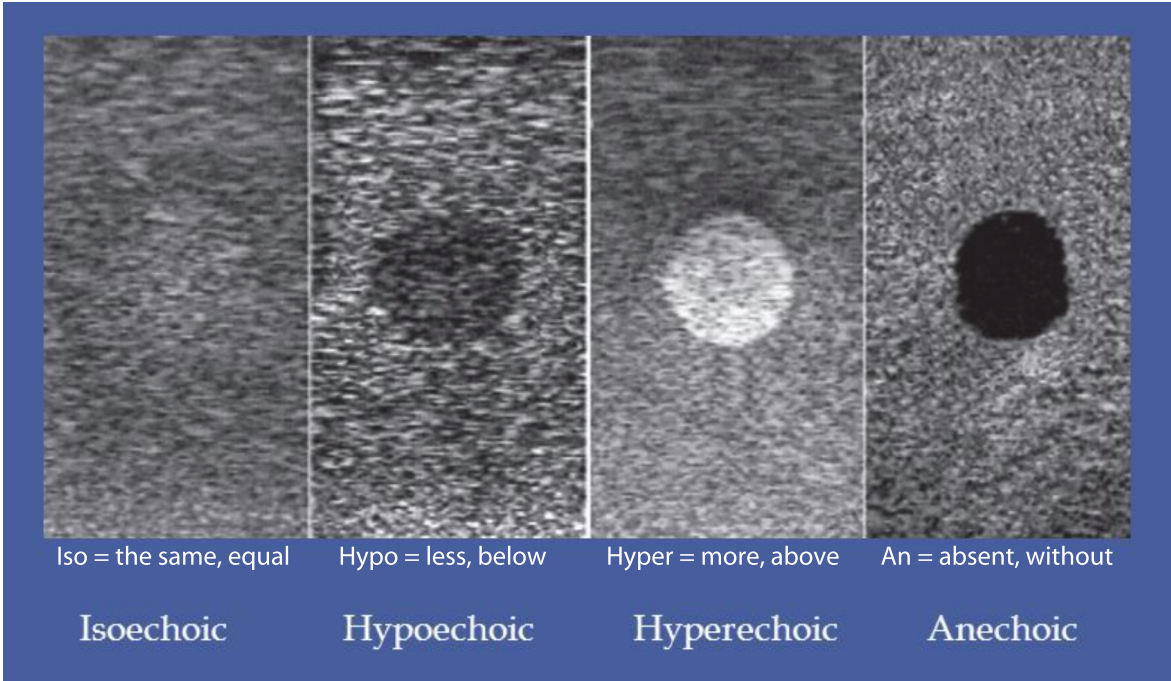 Iso = the same, equal
Hypo = less, below
Hyper = more, above
An = absent, without
Isoechoic
Hypoechoic
Hyperechoic
Anechoic